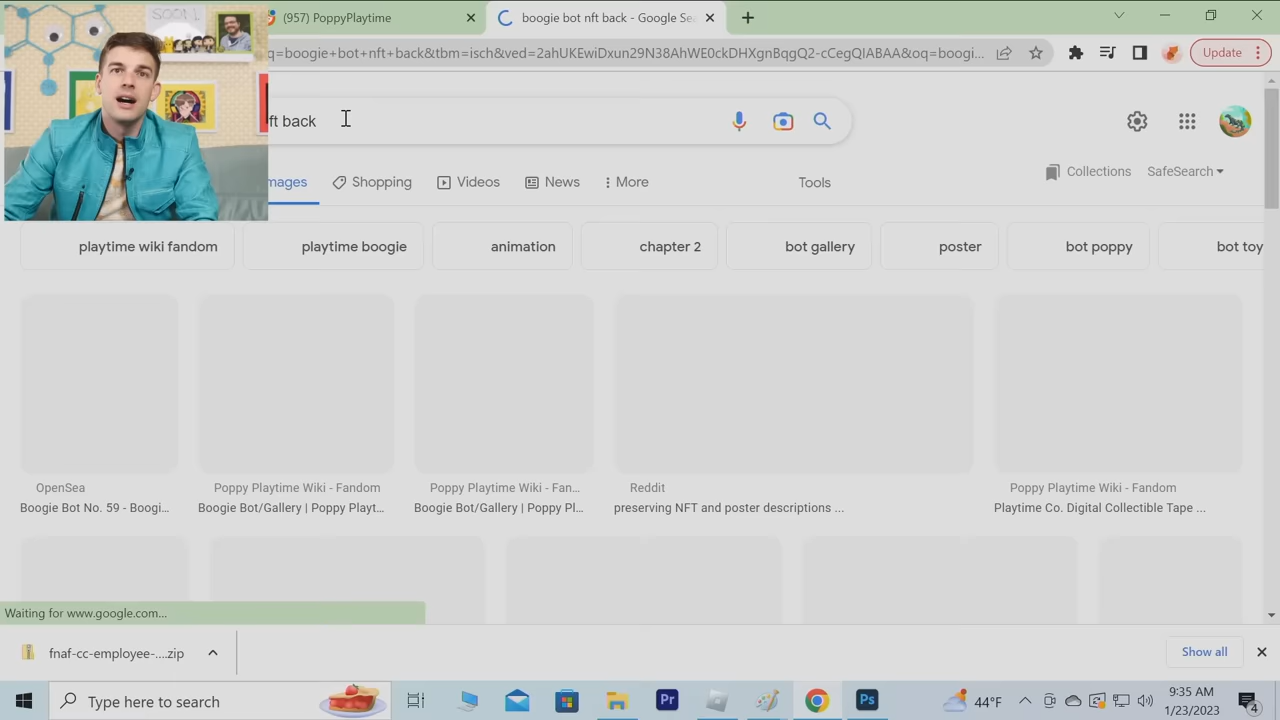 SOON!
(957) PoppyPlaytime
boogie bot nft back - Google Se
q=boogie+bot+nft+back&tbm=isch&ved=2ahUKEwiDxun29N38AhWE0ckDHXgnBqgQ2-cCegQIABAA&oq=boogi...
Update
ft back
mages
Shopping
Videos
News
More
Tools
Collections
SafeSearch
playtime wiki fandom
playtime boogie
animation
chapter 2
bot gallery
poster
bot poppy
bot toy
OpenSea
Poppy Playtime Wiki - Fandom
Poppy Playtime Wiki - Fan...
Reddit
Poppy Playtime Wiki - Fandom
Boogie Bot No. 59 - Boogi...
Boogie Bot/Gallery | Poppy Playt...
Boogie Bot/Gallery | Poppy Pl...
preserving NFT and poster descriptions ...
Playtime Co. Digital Collectible Tape ...
Waiting for www.google.com...
fnaf-cc-employee-....zip
Show all
Type here to search
Pr
Ps
44°F
9:35 AM
1/23/2023
4